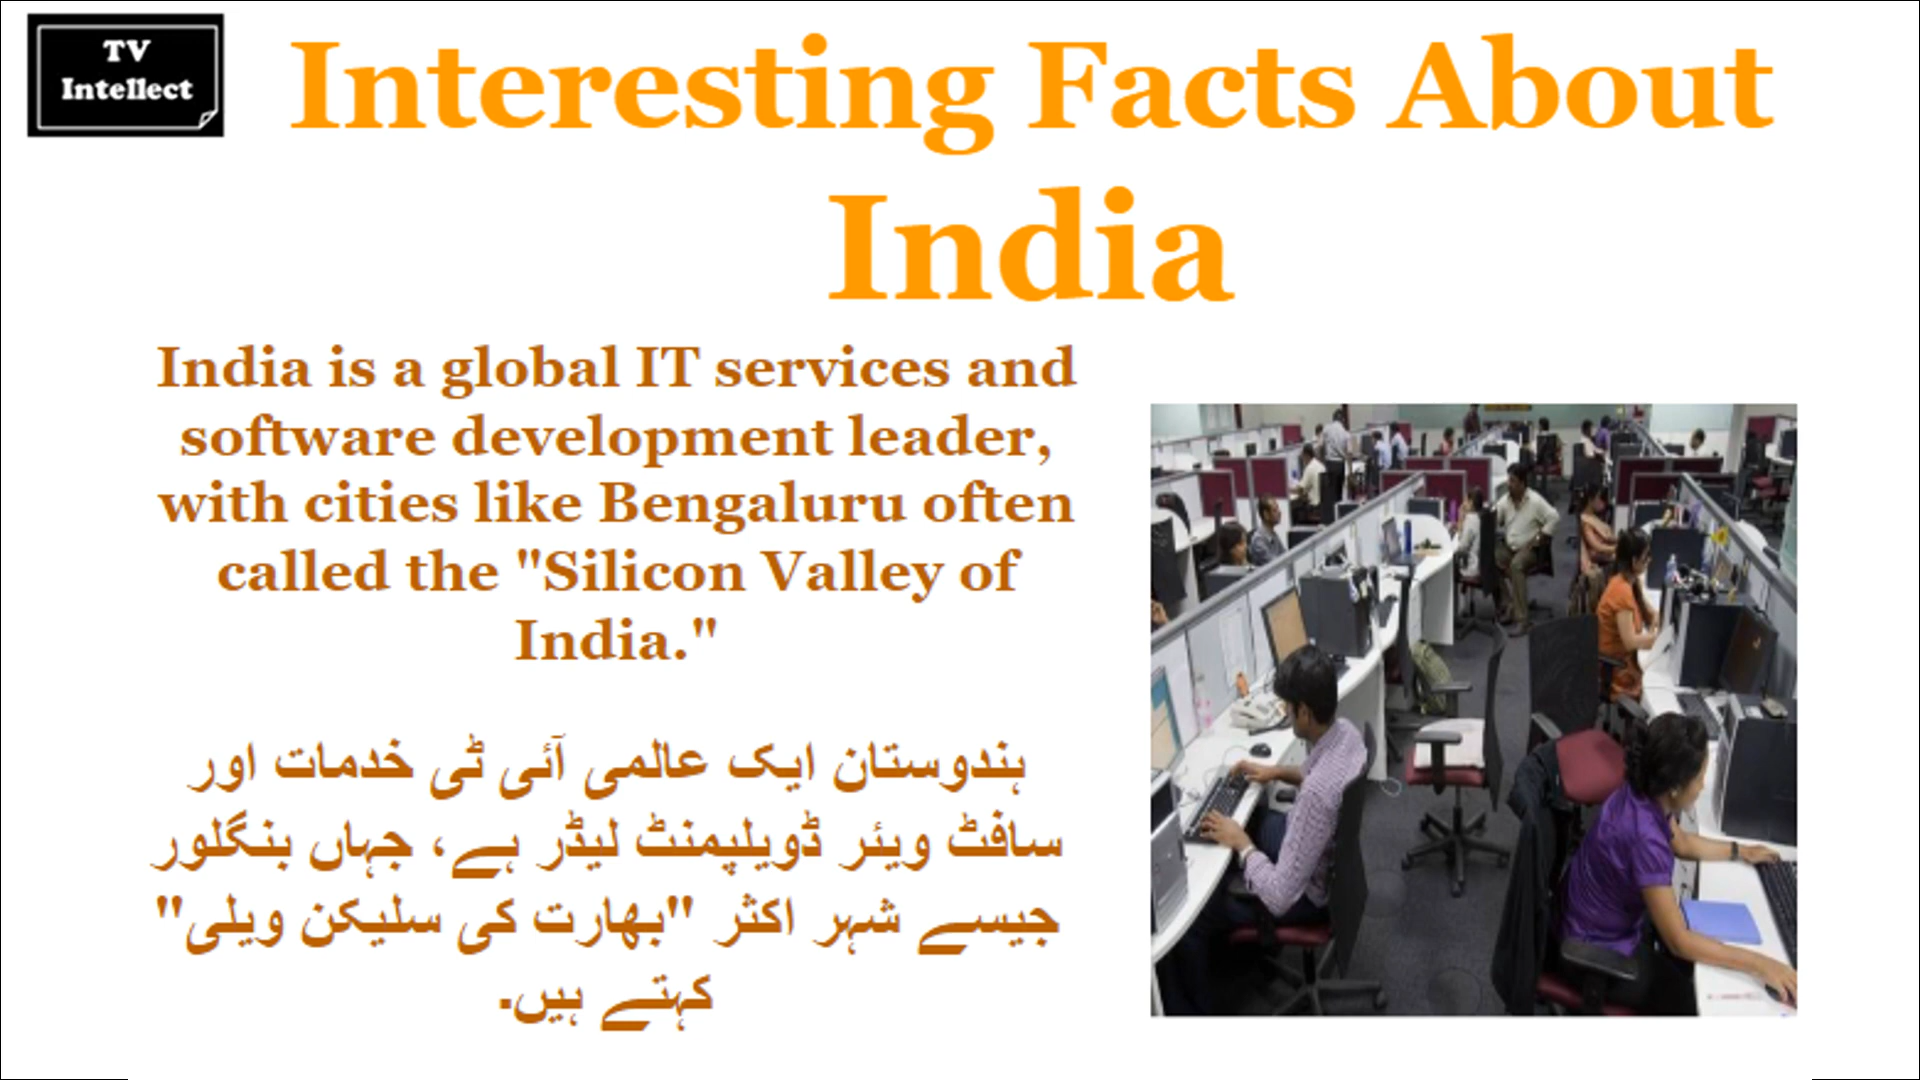 TV
Intellect
Interesting Facts About
India
India is a global IT services and
software development leader,
with cities like Bengaluru often
called the "Silicon Valley of
India."
ہندوستان ایک عالمی آئی ٹی خدمات اور
سافٹ ویئر ڈویلپمنٹ لیڈر ہے، جہاں بنگلور
جیسے شہر اکثر "بھارت کی سلیکن ویلی"
کہتے ہیں۔